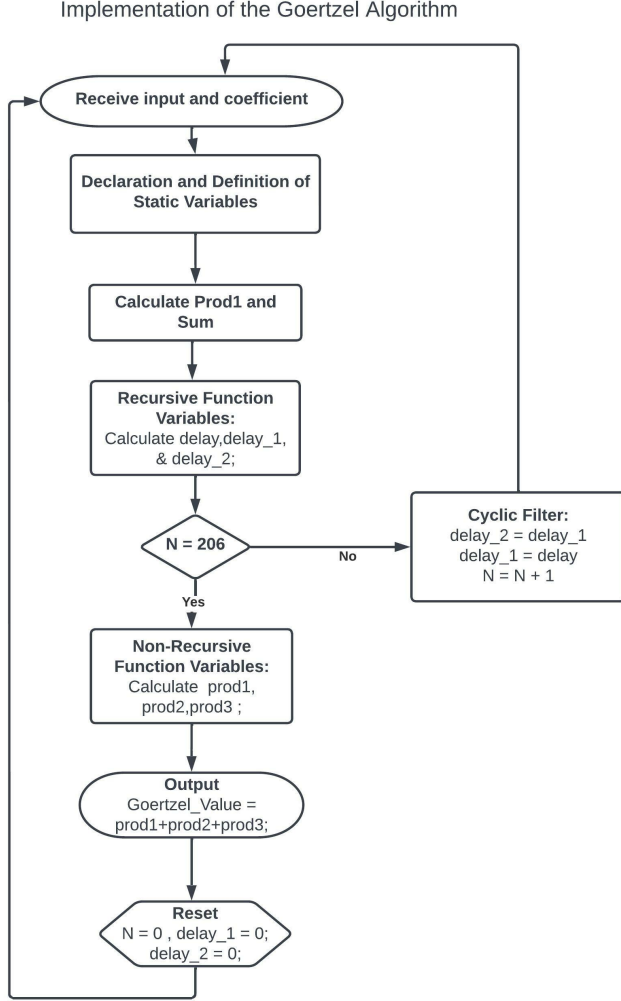 Implementation of the Goertzel Algorithm
Receive input and coefficient
Declaration and Definition of
Static Variables
Calculate Prod1 and
Sum
Recursive Function
Variables:
Calculate delay,delay_1,
& delay_2;
N = 206
No
Cyclic Filter:
delay_2 = delay_1
delay_1 = delay
N = N + 1
Yes
Non-Recursive
Function Variables:
Calculate  prod1,
prod2,prod3 ;
Output
Goertzel_Value =
prod1+prod2+prod3;
Reset
N = 0 , delay_1 = 0;
delay_2 = 0;